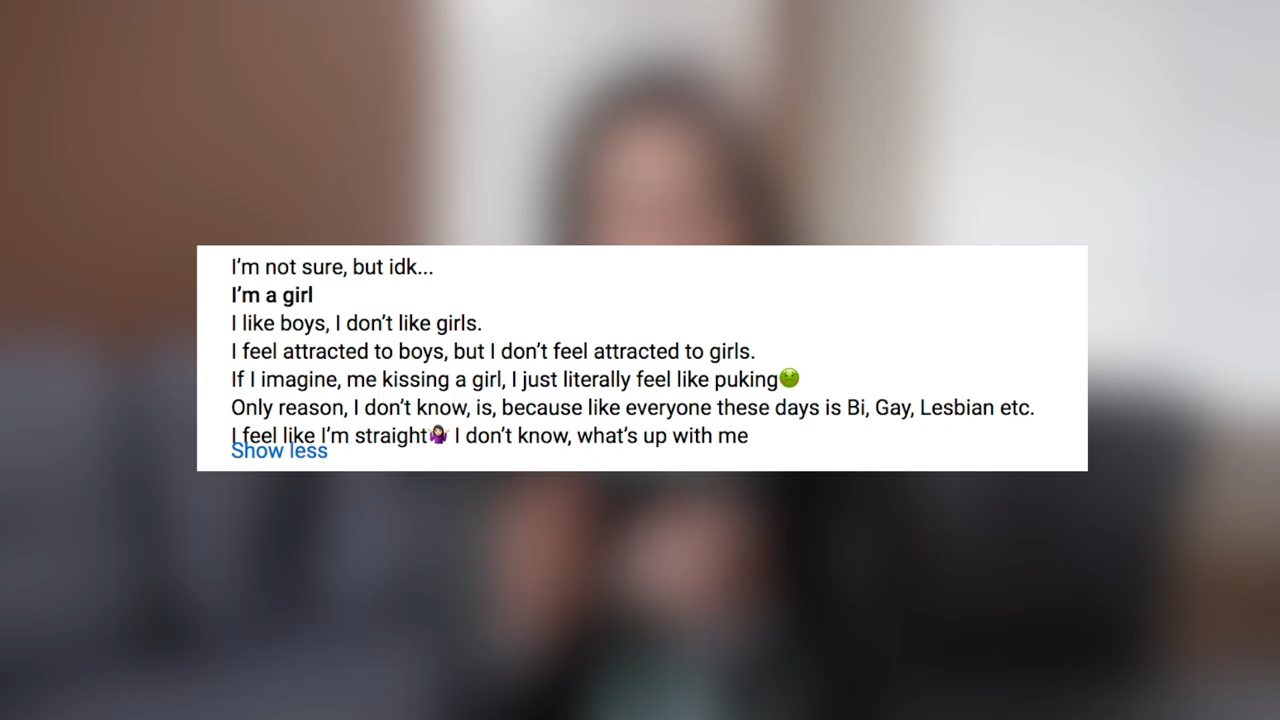 I'm not sure, but idk...
I'm a girl
I like boys, I don't like girls.
I feel attracted to boys, but I don't feel attracted to girls.
If I imagine, me kissing a girl, I just literally feel like puking🤢
Only reason, I don't know, is, because like everyone these days is Bi, Gay, Lesbian etc.
I feel like I'm straight🤷🏻‍♀️ I don't know, what's up with me
Show less